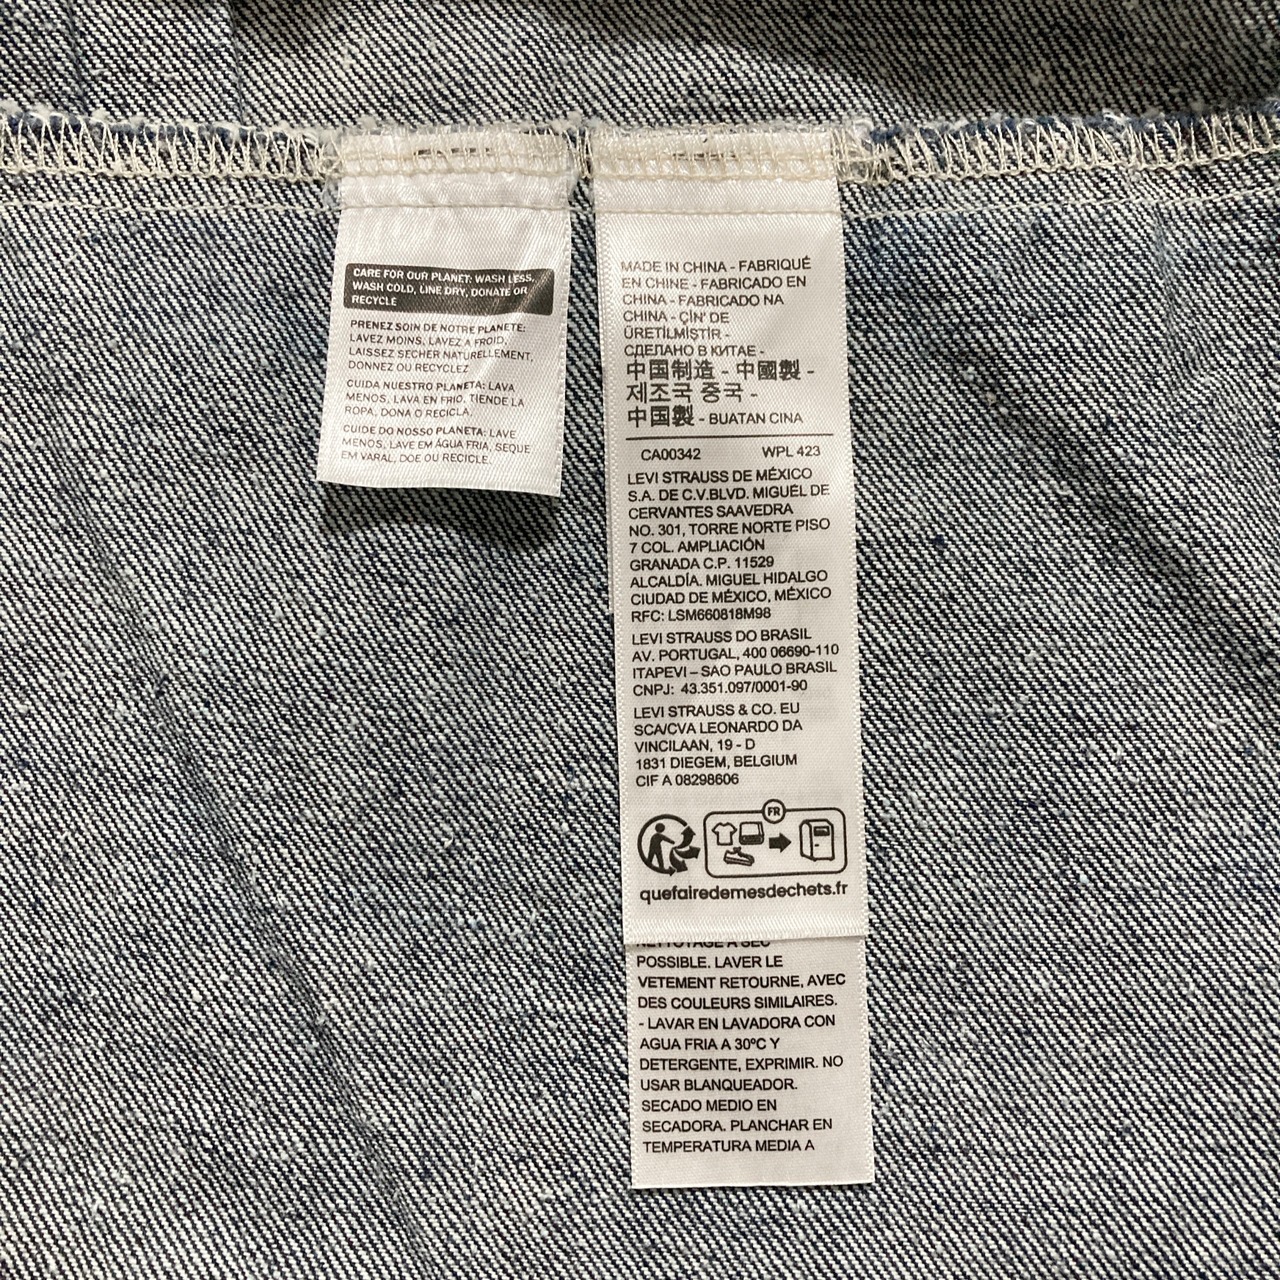 CARE FOR OUR PLANET: WASH LESS,
WASH COLD, LINE DRY, DONATE OR
RECYCLE
PRENEZ SOIN DE NOTRE PLANETE:
LAVEZ MOINS, LAVEZ A FROID,
LAISSEZ SECHER NATURELLEMENT,
DONNEZ OU RECYCLEZ
CUIDA NUESTRO PLANETA: LAVA
MENOS, LAVA EN FRIO, TIENDE LA
ROPA, DONA O RECICLA.
CUIDE DO NOSSO PLANETA: LAVE
MENOS, LAVE EM ÁGUA FRIA, SEQUE
EM VARAL, DOE OU RECICLE.
MADE IN CHINA - FABRIQUÉ
EN CHINE - FABRICADO EN
CHINA - FABRICADO NA
CHINA - ÇİN' DE
ÜRETİLMİŞTİR -
СДЕЛАНО В КИТАЕ -
中国制造 - 中國製 -
제조국 중국 -
中国製 - BUATAN CINA
CA00342 WPL 423
LEVI STRAUSS DE MÉXICO
S.A. DE C.V.BLVD. MIGUEL DE
CERVANTES SAAVEDRA
NO. 301, TORRE NORTE PISO
7 COL. AMPLIACIÓN
GRANADA C.P. 11529
ALCALDÍA. MIGUEL HIDALGO
CIUDAD DE MÉXICO, MÉXICO
RFC: LSM660818M98
LEVI STRAUSS DO BRASIL
AV. PORTUGAL, 400 06690-110
ITAPEVI – SAO PAULO BRASIL
CNPJ: 43.351.097/0001-90
LEVI STRAUSS & CO. EU
SCA/CVA LEONARDO DA
VINCILAAN, 19 - D
1831 DIEGEM, BELGIUM
CIF A 08298606
FR
quefairedemesdechets.fr
NETTOYAGE A SEC
POSSIBLE. LAVER LE
VETEMENT RETOURNE, AVEC
DES COULEURS SIMILAIRES.
- LAVAR EN LAVADORA CON
AGUA FRIA A 30ºC Y
DETERGENTE, EXPRIMIR. NO
USAR BLANQUEADOR.
SECADO MEDIO EN
SECADORA. PLANCHAR EN
TEMPERATURA MEDIA A